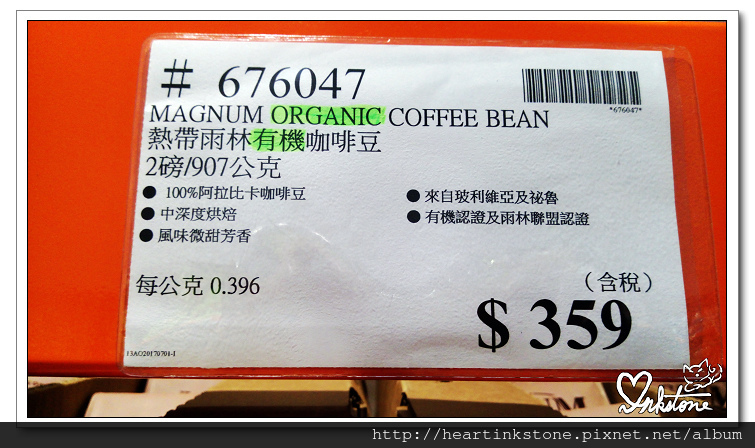 # 676047
*676047*
MAGNUM ORGANIC COFFEE BEAN
熱帶雨林有機咖啡豆
2磅/907公克
● 100%阿拉比卡咖啡豆
● 中深度烘焙
● 風味微甜芳香
● 來自玻利維亞及祕魯
● 有機認證及雨林聯盟認證
每公克 0.396
(含稅)
$ 359
13AO20170701-1
Inkstone
http://heartinkstone.pixnet.net/album